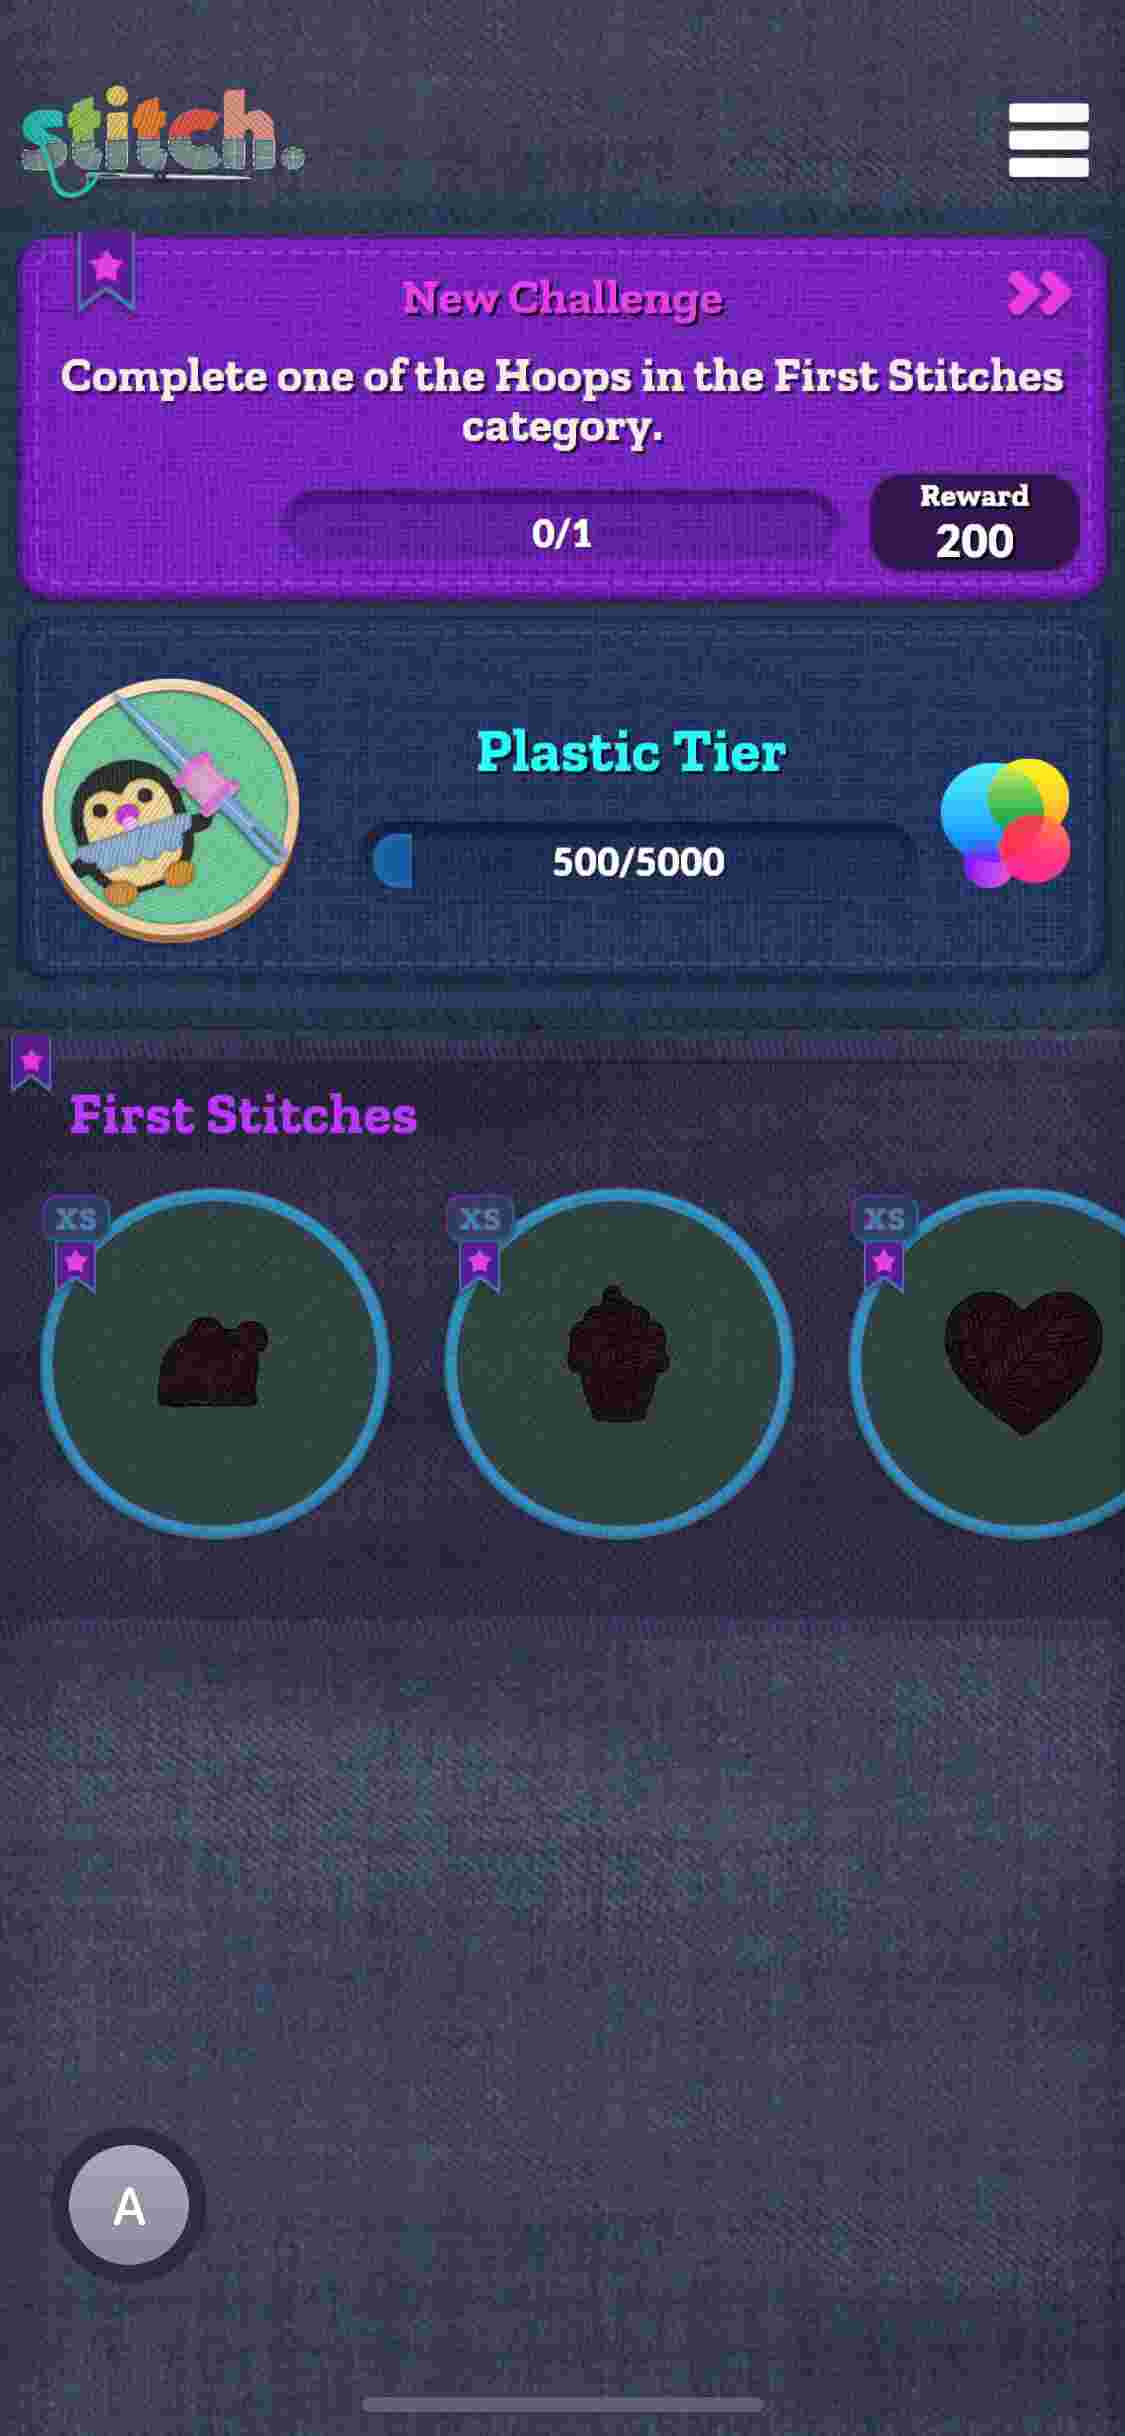 stitch.
New Challenge
Complete one of the Hoops in the First Stitches
category.
0/1
Reward
200
Plastic Tier
500/5000
First Stitches
XS
XS
XS
A